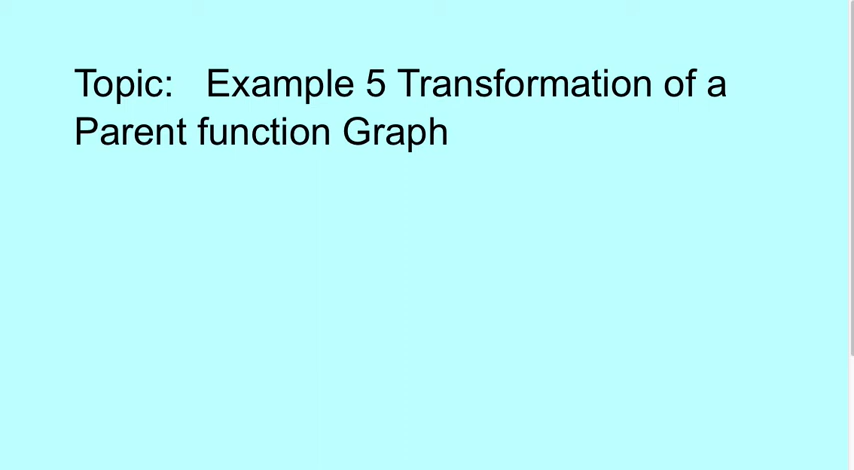 Topic:   Example 5 Transformation of a
Parent function Graph